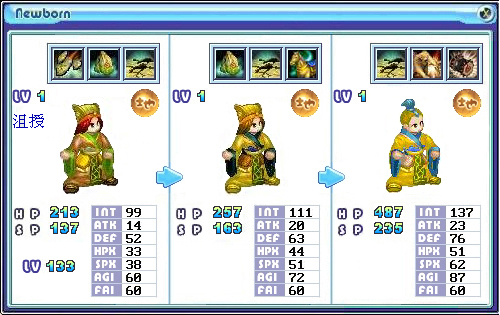 Newborn
LV 1
沮授
HP 213
SP 137
LV 133
INT 99
ATK 14
DEF 52
HPX 33
SPX 38
AGI 60
FAI 60
LV 1
HP 257
SP 163
INT 111
ATK 20
DEF 63
HPX 44
SPX 51
AGI 72
FAI 60
LV 1
HP 487
SP 235
INT 137
ATK 23
DEF 76
HPX 51
SPX 62
AGI 87
FAI 60